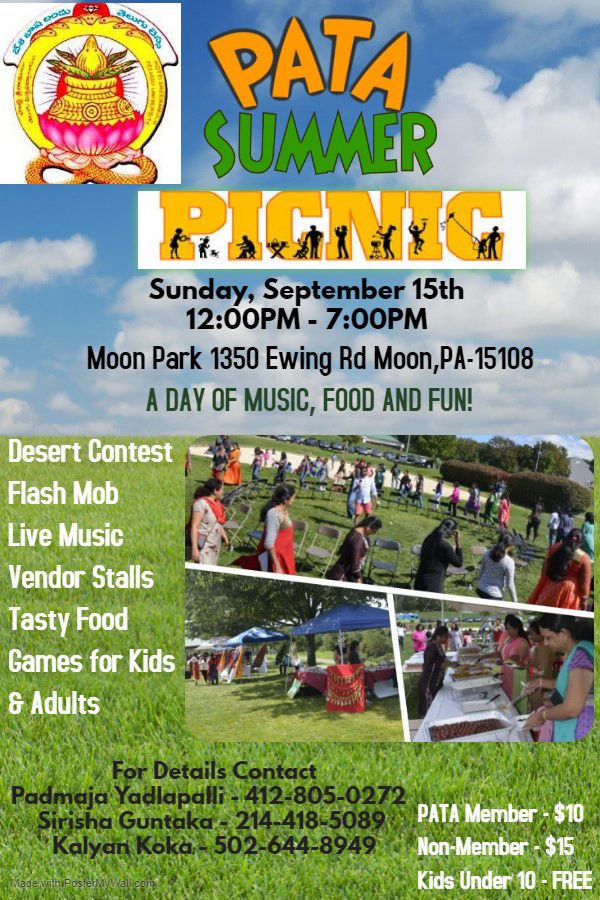 దేశ భాష లందు తెలుగు లెస్స
PATA
SUMMER
PICNIC
Sunday, September 15th
12:00PM - 7:00PM
Moon Park 1350 Ewing Rd Moon,PA-15108
A DAY OF MUSIC, FOOD AND FUN!
Desert Contest
Flash Mob
Live Music
Vendor Stalls
Tasty Food
Games for Kids
& Adults
For Details Contact
Padmaja Yadlapalli - 412-805-0272
Sirisha Guntaka - 214-418-5089
Kalyan Koka - 502-644-8949
PATA Member - $10
Non-Member - $15
Kids Under 10 - FREE
Made with PosterMyWall.com